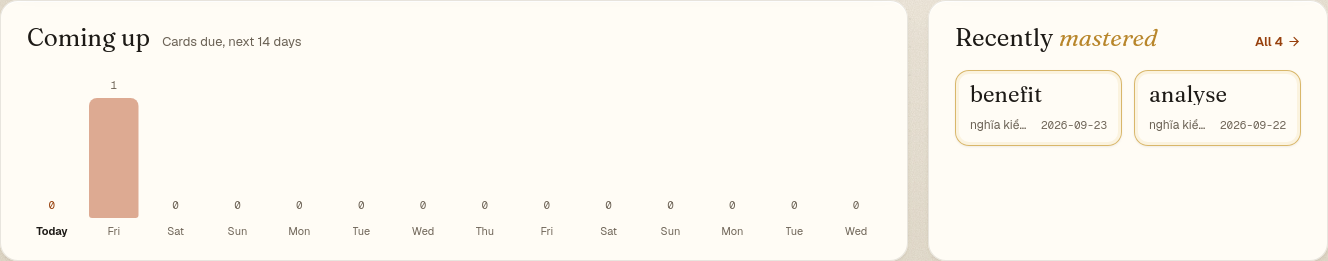 Coming up Cards due, next 14 days
1
0 0 0 0 0 0 0 0 0 0 0 0 0
Today Fri Sat Sun Mon Tue Wed Thu Fri Sat Sun Mon Tue Wed
Recently mastered All 4 →
benefit
nghĩa kiế... 2026-09-23
analyse
nghĩa kiế... 2026-09-22